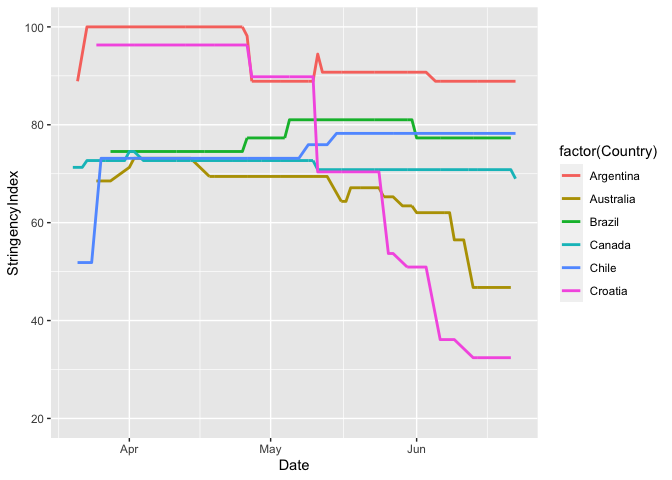 StringencyIndex
100
80
60
40
20
Apr
May
Jun
Date
factor(Country)
Argentina
Australia
Brazil
Canada
Chile
Croatia